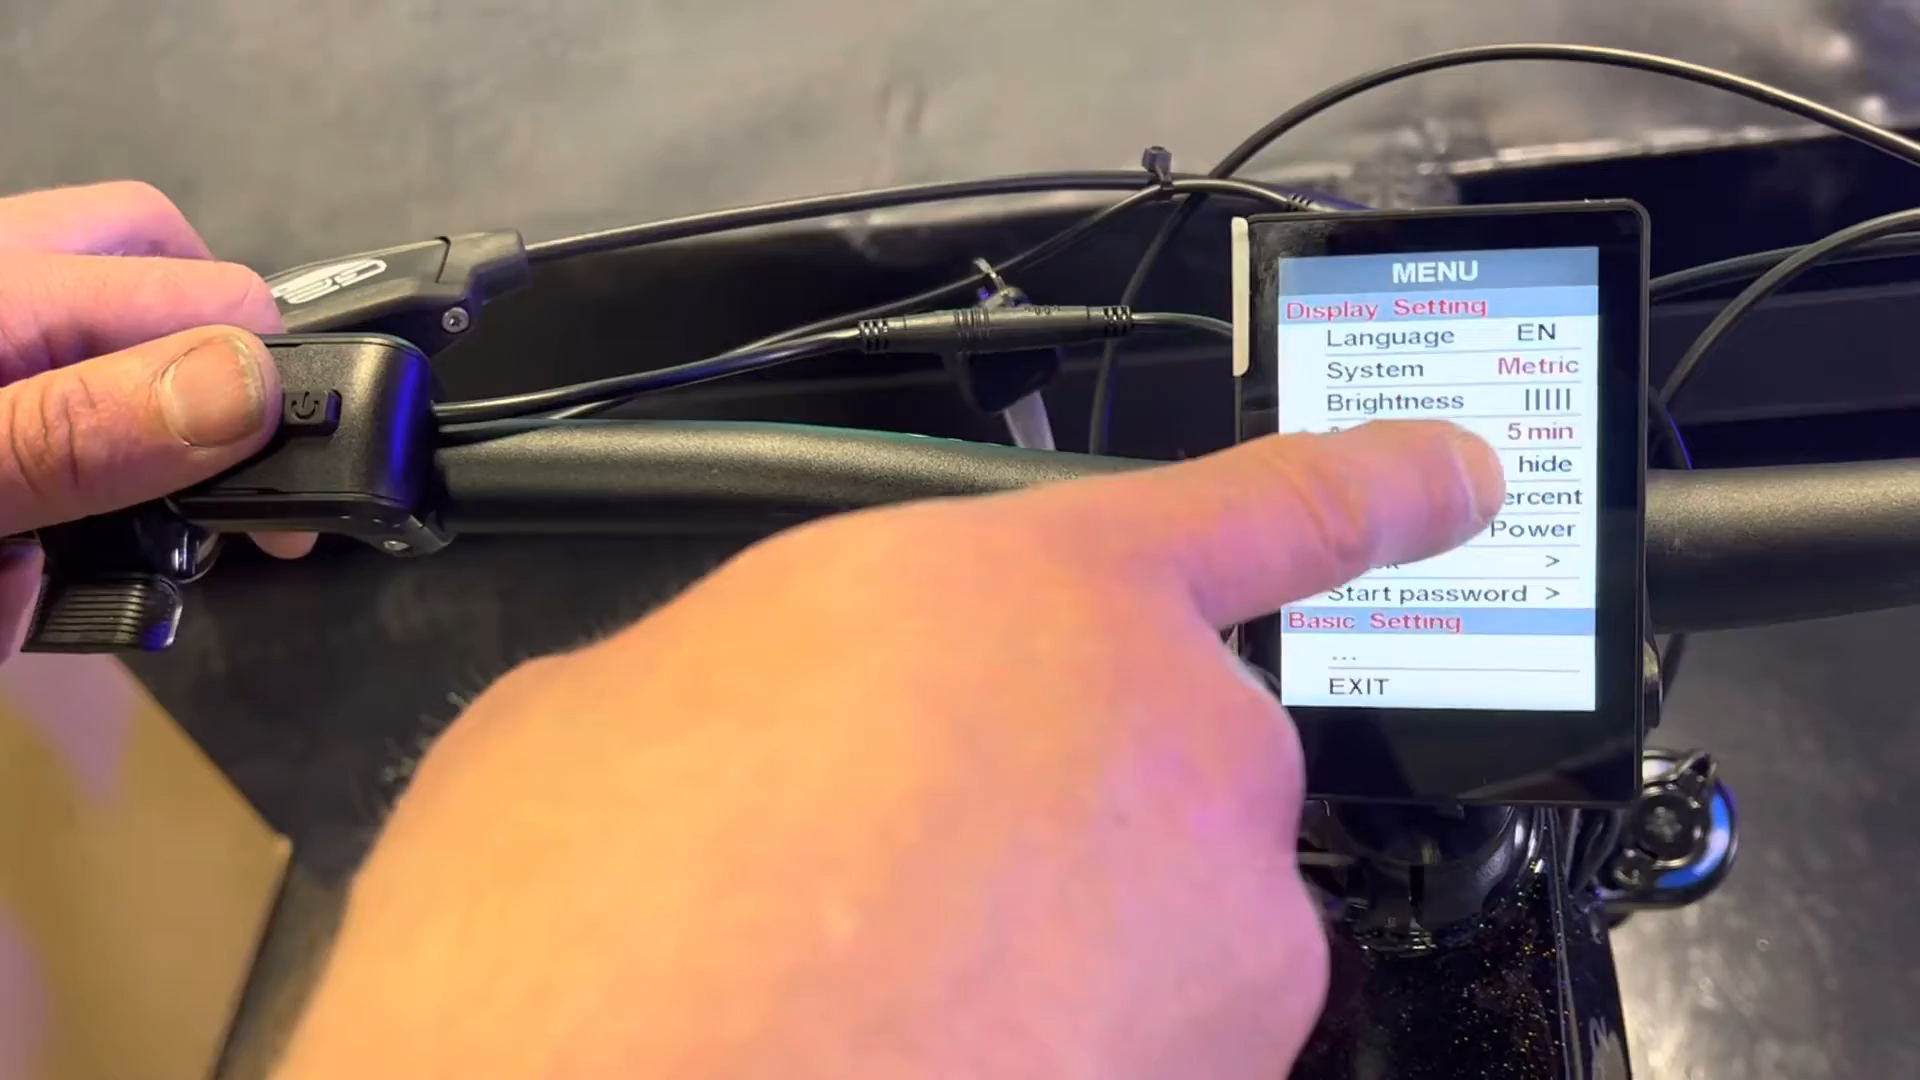 MENU
Display Setting
Language EN
System Metric
Brightness |||||
5 min
hide
Power
>
Start password >
Basic Setting
...
EXIT